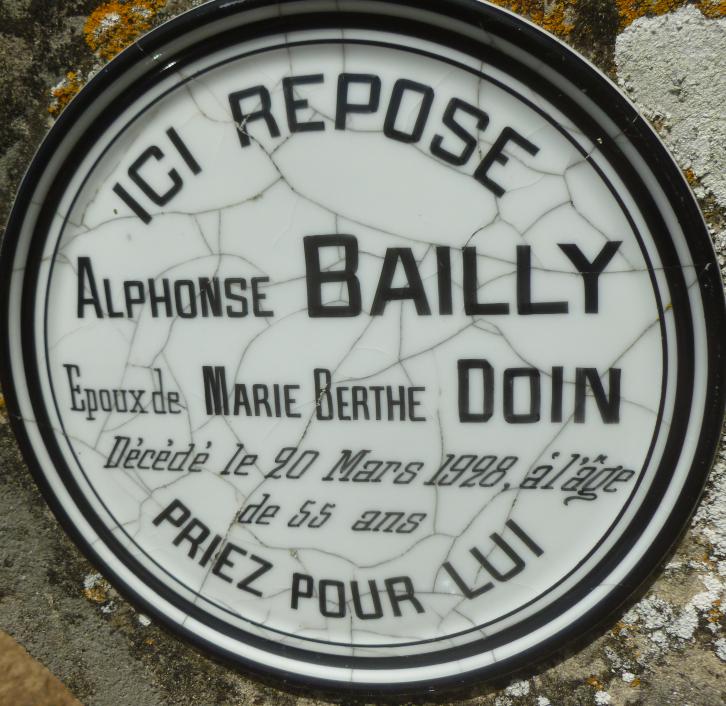 ICI REPOSE
ALPHONSE BAILLY
Epoux de MARIE BERTHE DOIN
Décédé le 20 Mars 1928, à l'âge
de 55 ans
PRIEZ POUR LUI